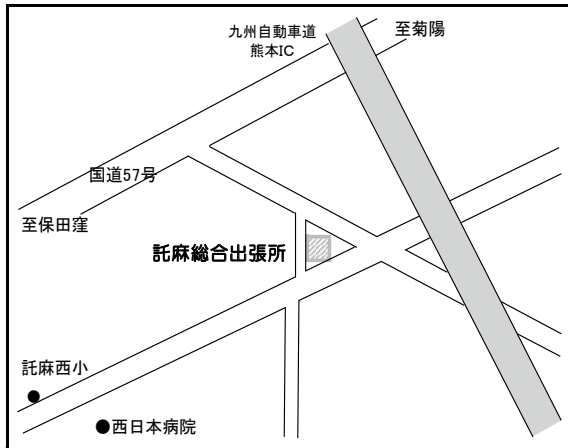 九州自動車道
熊本IC
至菊陽
国道57号
至保田窪
託麻総合出張所
託麻西小
西日本病院